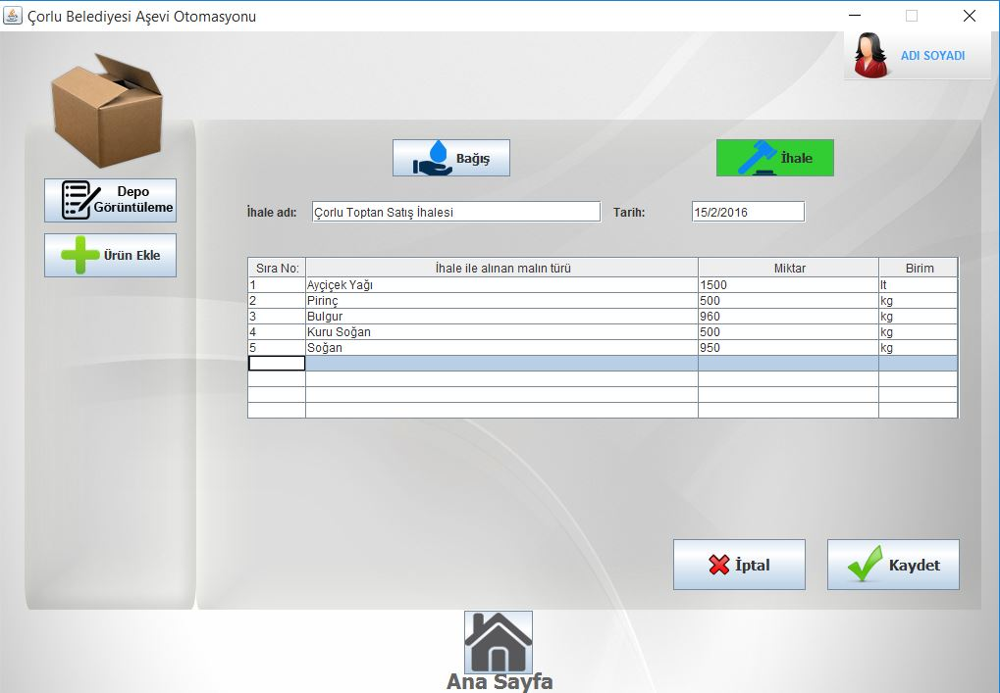 Çorlu Belediyesi Aşevi Otomasyonu
ADI SOYADI
Bağış
İhale
Depo
Görüntüleme
Ürün Ekle
İhale adı: Çorlu Toptan Satış İhalesi Tarih: 15/2/2016
Sıra No: İhale ile alınan malın türü Miktar Birim
1 Ayçiçek Yağı 1500 lt
2 Pirinç 500 kg
3 Bulgur 960 kg
4 Kuru Soğan 500 kg
5 Soğan 950 kg
İptal
Kaydet
Ana Sayfa